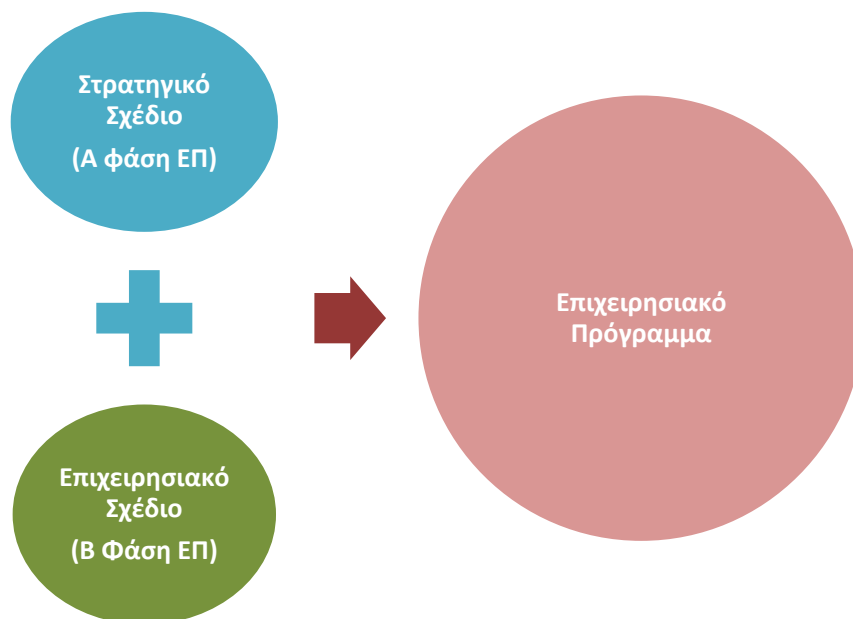 Στρατηγικό
Σχέδιο
(Α φάση ΕΠ)
Επιχειρησιακό
Σχέδιο
(Β Φάση ΕΠ)
Επιχειρησιακό
Πρόγραμμα